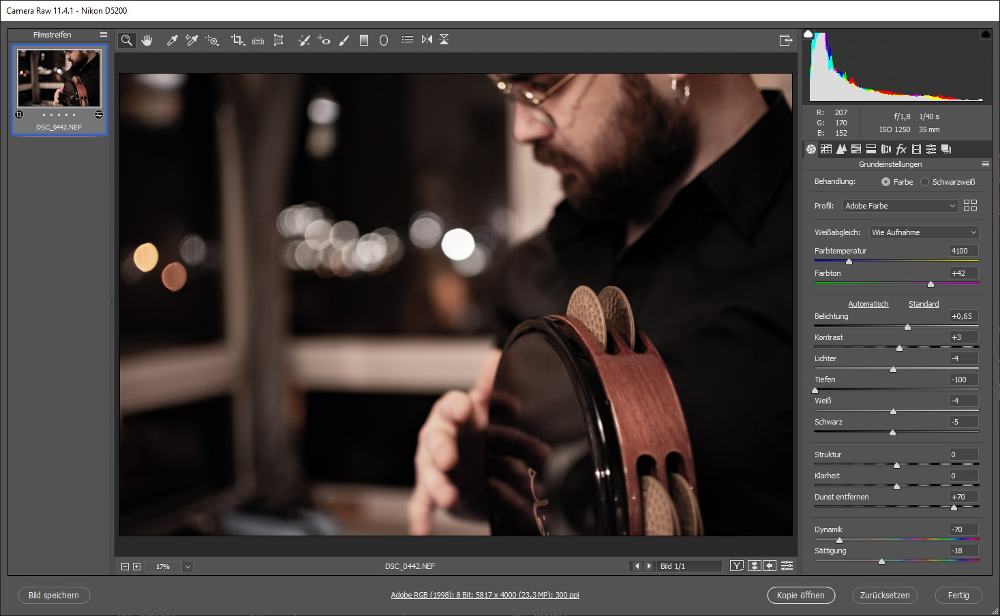 Camera Raw 11.4.1 - Nikon D5200
Filmstreifen
DSC_0442.NEF
R: 207
G: 170
B: 152
f/1,8 1/40 s
ISO 1250 35 mm
fx
Grundeinstellungen
Behandlung: Farbe Schwarzweiß
Profil: Adobe Farbe
Weißabgleich: Wie Aufnahme
Farbtemperatur 4100
Farbton +42
Automatisch Standard
Belichtung +0,65
Kontrast +3
Lichter -4
Tiefen -100
Weiß -4
Schwarz -5
Struktur 0
Klarheit 0
Dunst entfernen +70
Dynamik -70
Sättigung -18
17% DSC_0442.NEF Bild 1/1 Y
Bild speichern Adobe RGB (1998); 8 Bit; 5817 x 4000 (23,3 MP); 300 ppi Kopie öffnen Zurücksetzen Fertig